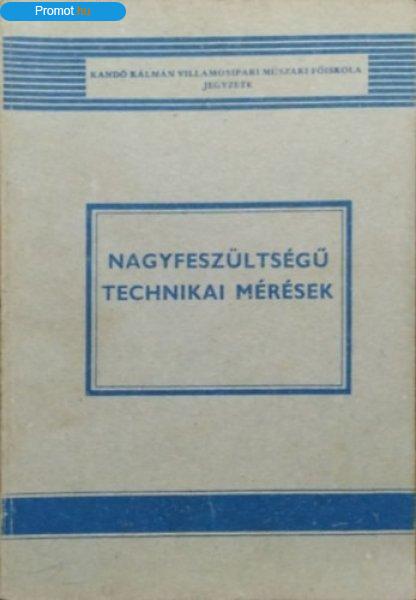 Promot.hu
KANDÓ KÁLMÁN VILLAMOSIPARI MŰSZAKI FŐISKOLA
JEGYZETE
NAGYFESZÜLTSÉGŰ
TECHNIKAI MÉRÉSEK